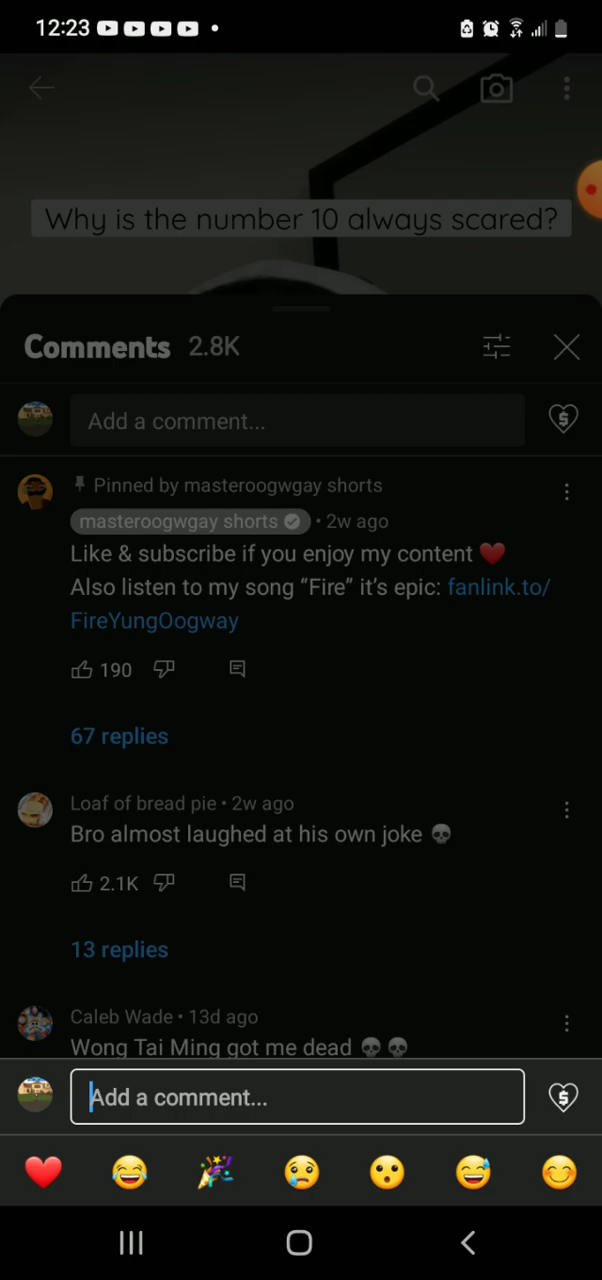 12:23
Why is the number 10 always scared?
Comments 2.8K
Add a comment...
Pinned by masteroogwgay shorts
masteroogwgay shorts • 2w ago
Like & subscribe if you enjoy my content ❤️
Also listen to my song “Fire” it’s epic: fanlink.to/
FireYungOogway
190
67 replies
Loaf of bread pie • 2w ago
Bro almost laughed at his own joke 💀
2.1K
13 replies
Caleb Wade • 13d ago
Wong Tai Ming got me dead 💀💀
Add a comment...